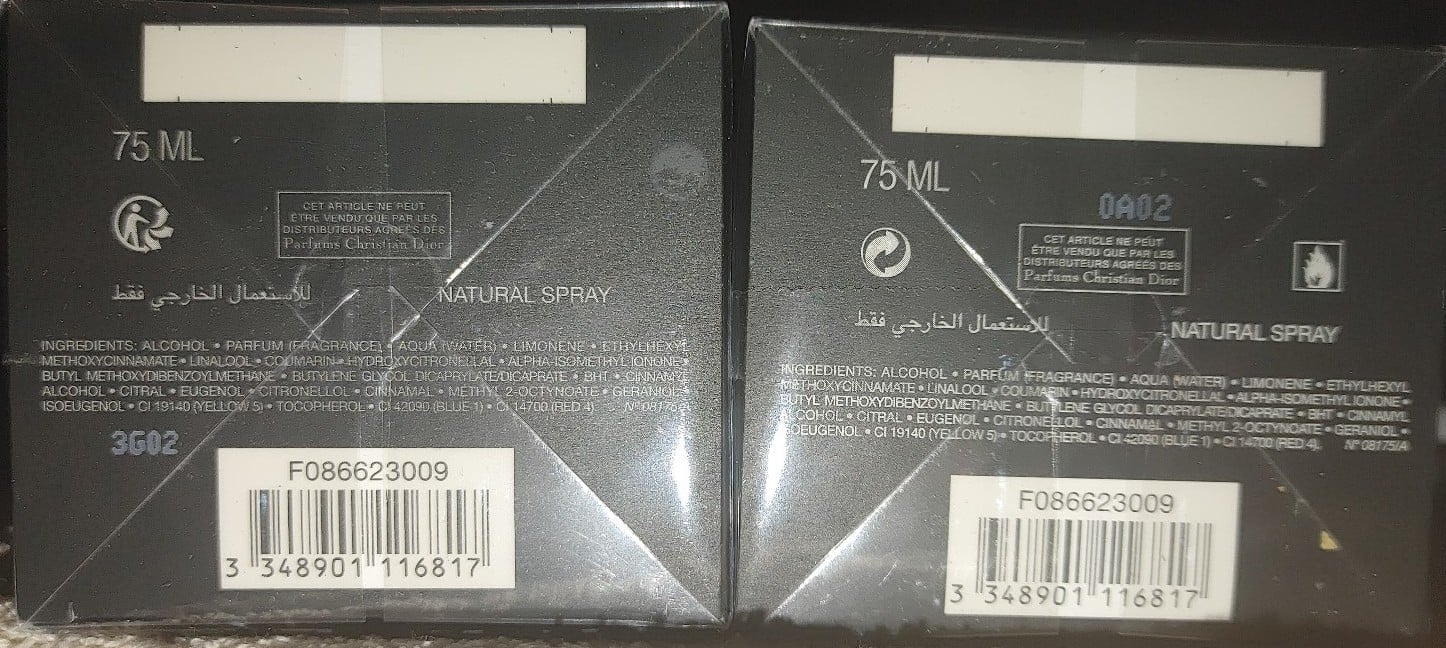 75 ML
CET ARTICLE NE PEUT
ÊTRE VENDU QUE PAR LES
DISTRIBUTEURS AGRÉÉS DES
Parfums Christian Dior
للاستعمال الخارجي فقط
NATURAL SPRAY
INGREDIENTS: ALCOHOL • PARFUM (FRAGRANCE) • AQUA (WATER) • LIMONENE • ETHYLHEXYL
METHOXYCINNAMATE • LINALOOL • COUMARIN • HYDROXYCITRONELLAL • ALPHA-ISOMETHYL IONONE •
BUTYL METHOXYDIBENZOYLMETHANE • BUTYLENE GLYCOL DICAPRYLATE/DICAPRATE • BHT • CINNAMYL
ALCOHOL • CITRAL • EUGENOL • CITRONELLOL • CINNAMAL • METHYL 2-OCTYNOATE • GERANIOL •
ISOEUGENOL • CI 19140 (YELLOW 5) • TOCOPHEROL • CI 42090 (BLUE 1) • CI 14700 (RED 4). N° 08175/A
3G02
F086623009
3 348901 116817
75 ML
0A02
CET ARTICLE NE PEUT
ÊTRE VENDU QUE PAR LES
DISTRIBUTEURS AGRÉÉS DES
Parfums Christian Dior
للاستعمال الخارجي فقط
NATURAL SPRAY
INGREDIENTS: ALCOHOL • PARFUM (FRAGRANCE) • AQUA (WATER) • LIMONENE • ETHYLHEXYL
METHOXYCINNAMATE • LINALOOL • COUMARIN • HYDROXYCITRONELLAL • ALPHA-ISOMETHYL IONONE •
BUTYL METHOXYDIBENZOYLMETHANE • BUTYLENE GLYCOL DICAPRYLATE/DICAPRATE • BHT • CINNAMYL
ALCOHOL • CITRAL • EUGENOL • CITRONELLOL • CINNAMAL • METHYL 2-OCTYNOATE • GERANIOL •
ISOEUGENOL • CI 19140 (YELLOW 5) • TOCOPHEROL • CI 42090 (BLUE 1) • CI 14700 (RED 4). N° 08175/A
F086623009
3 348901 116817